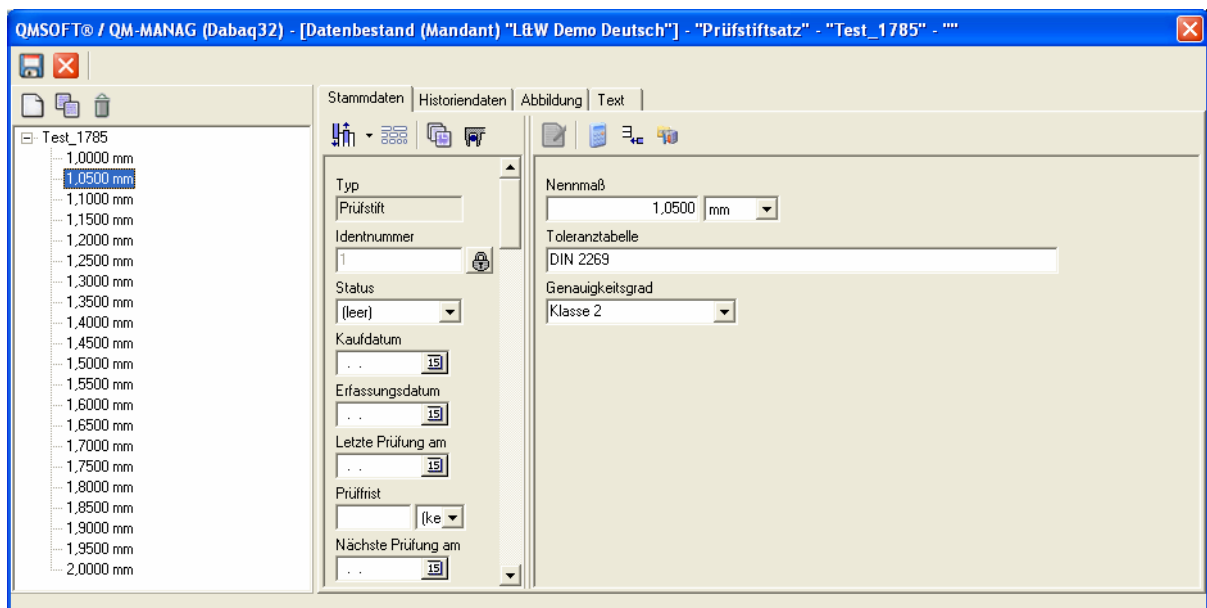 QMSOFT® / QM-MANAG (Dabaq32) - [Datenbestand (Mandant) "L&W Demo Deutsch"] - "Prüfstiftsatz" - "Test_1785" - ""
Stammdaten Historiendaten Abbildung Text
Test_1785
1,0000 mm
1,0500 mm
1,1000 mm
1,1500 mm
1,2000 mm
1,2500 mm
1,3000 mm
1,3500 mm
1,4000 mm
1,4500 mm
1,5000 mm
1,5500 mm
1,6000 mm
1,6500 mm
1,7000 mm
1,7500 mm
1,8000 mm
1,8500 mm
1,9000 mm
1,9500 mm
2,0000 mm
Typ
Prüfstift
Identnummer
1
Status
(leer)
Kaufdatum
. . 15
Erfassungsdatum
. . 15
Letzte Prüfung am
. . 15
Prüffrist
(ke
Nächste Prüfung am
. . 15
Nennmaß
1,0500 mm
Toleranztabelle
DIN 2269
Genauigkeitsgrad
Klasse 2